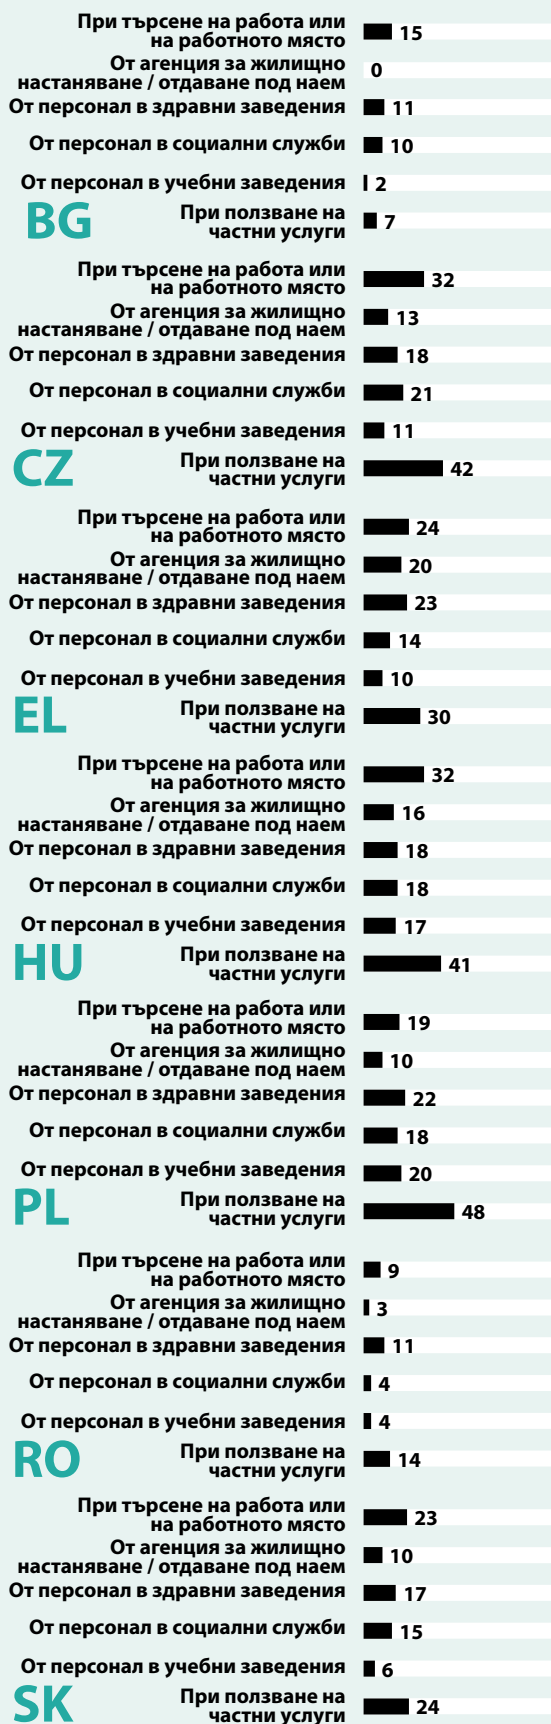 При търсене на работа или
на работното място
15
От агенция за жилищно
настаняване / отдаване под наем
0
От персонал в здравни заведения
11
От персонал в социални служби
10
От персонал в учебни заведения
2
BG
При ползване на
частни услуги
7
При търсене на работа или
на работното място
32
От агенция за жилищно
настаняване / отдаване под наем
13
От персонал в здравни заведения
18
От персонал в социални служби
21
От персонал в учебни заведения
11
CZ
При ползване на
частни услуги
42
При търсене на работа или
на работното място
24
От агенция за жилищно
настаняване / отдаване под наем
20
От персонал в здравни заведения
23
От персонал в социални служби
14
От персонал в учебни заведения
10
EL
При ползване на
частни услуги
30
При търсене на работа или
на работното място
32
От агенция за жилищно
настаняване / отдаване под наем
16
От персонал в здравни заведения
18
От персонал в социални служби
18
От персонал в учебни заведения
17
HU
При ползване на
частни услуги
41
При търсене на работа или
на работното място
19
От агенция за жилищно
настаняване / отдаване под наем
10
От персонал в здравни заведения
22
От персонал в социални служби
18
От персонал в учебни заведения
20
PL
При ползване на
частни услуги
48
При търсене на работа или
на работното място
9
От агенция за жилищно
настаняване / отдаване под наем
3
От персонал в здравни заведения
11
От персонал в социални служби
4
От персонал в учебни заведения
4
RO
При ползване на
частни услуги
14
При търсене на работа или
на работното място
23
От агенция за жилищно
настаняване / отдаване под наем
10
От персонал в здравни заведения
17
От персонал в социални служби
15
От персонал в учебни заведения
6
SK
При ползване на
частни услуги
24